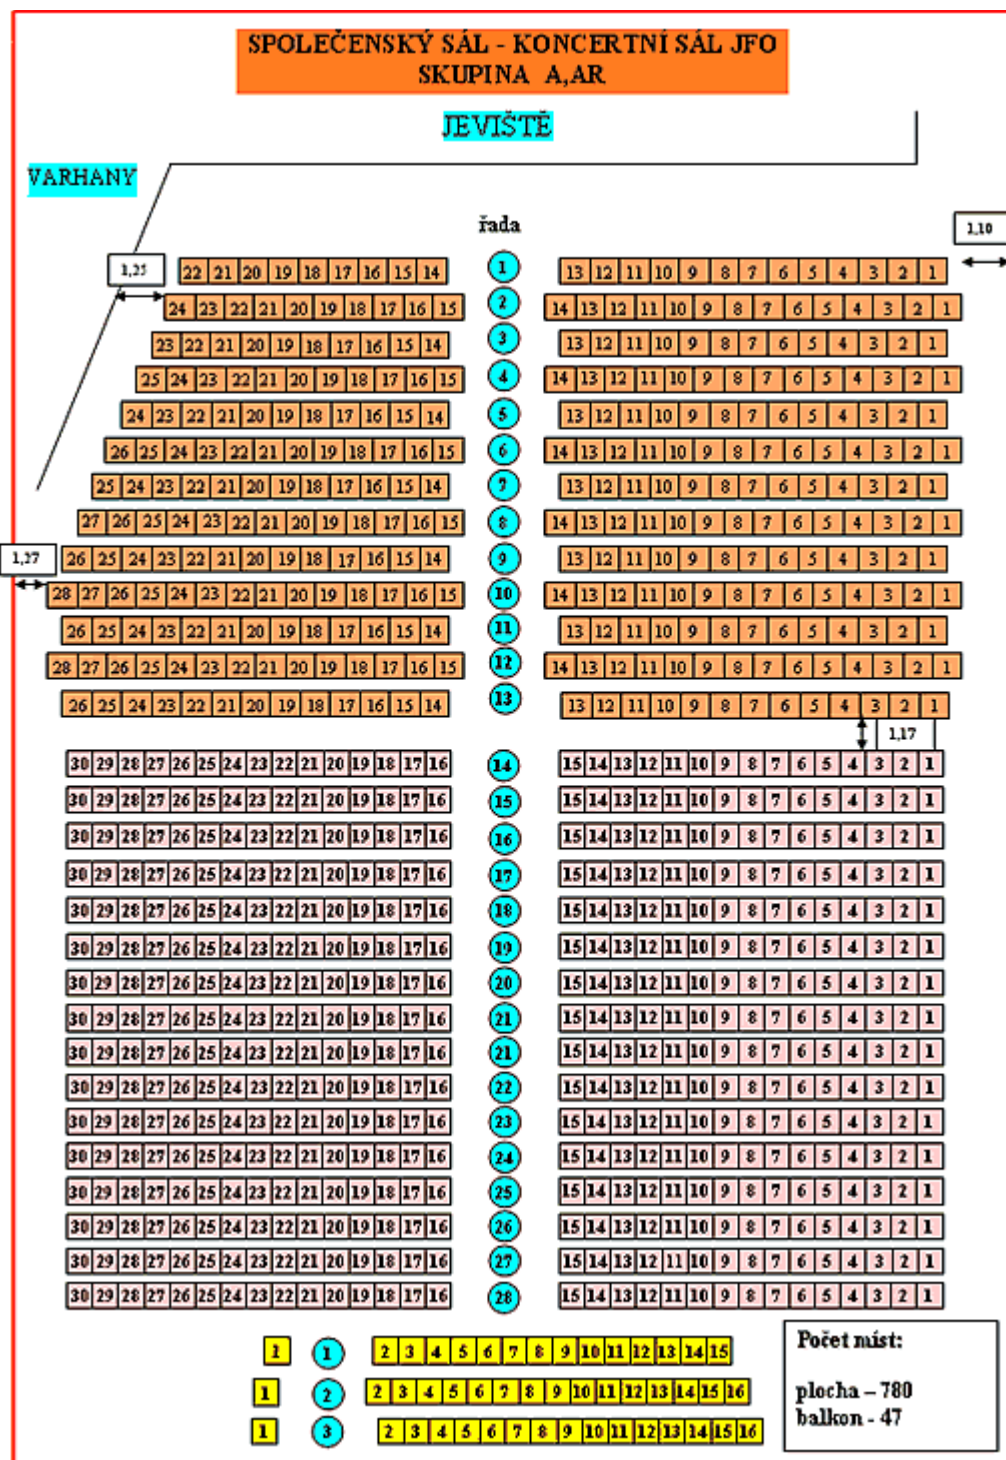 SPOLEČENSKÝ SÁL - KONCERTNÍ SÁL JFO
SKUPINA A,AR
JEVIŠTĚ
VARHANY
řada
1,10
1,25
22 21 20 19 18 17 16 15 14 1 13 12 11 10 9 8 7 6 5 4 3 2 1
24 23 22 21 20 19 18 17 16 15 2 14 13 12 11 10 9 8 7 6 5 4 3 2 1
23 22 21 20 19 18 17 16 15 14 3 13 12 11 10 9 8 7 6 5 4 3 2 1
25 24 23 22 21 20 19 18 17 16 15 4 14 13 12 11 10 9 8 7 6 5 4 3 2 1
24 23 22 21 20 19 18 17 16 15 14 5 13 12 11 10 9 8 7 6 5 4 3 2 1
26 25 24 23 22 21 20 19 18 17 16 15 6 14 13 12 11 10 9 8 7 6 5 4 3 2 1
25 24 23 22 21 20 19 18 17 16 15 14 7 13 12 11 10 9 8 7 6 5 4 3 2 1
27 26 25 24 23 22 21 20 19 18 17 16 15 8 14 13 12 11 10 9 8 7 6 5 4 3 2 1
1,27
26 25 24 23 22 21 20 19 18 17 16 15 14 9 13 12 11 10 9 8 7 6 5 4 3 2 1
28 27 26 25 24 23 22 21 20 19 18 17 16 15 10 14 13 12 11 10 9 8 7 6 5 4 3 2 1
26 25 24 23 22 21 20 19 18 17 16 15 14 11 13 12 11 10 9 8 7 6 5 4 3 2 1
28 27 26 25 24 23 22 21 20 19 18 17 16 15 12 14 13 12 11 10 9 8 7 6 5 4 3 2 1
26 25 24 23 22 21 20 19 18 17 16 15 14 13 13 12 11 10 9 8 7 6 5 4 3 2 1
1,17
30 29 28 27 26 25 24 23 22 21 20 19 18 17 16 14 15 14 13 12 11 10 9 8 7 6 5 4 3 2 1
30 29 28 27 26 25 24 23 22 21 20 19 18 17 16 15 15 14 13 12 11 10 9 8 7 6 5 4 3 2 1
30 29 28 27 26 25 24 23 22 21 20 19 18 17 16 16 15 14 13 12 11 10 9 8 7 6 5 4 3 2 1
30 29 28 27 26 25 24 23 22 21 20 19 18 17 16 17 15 14 13 12 11 10 9 8 7 6 5 4 3 2 1
30 29 28 27 26 25 24 23 22 21 20 19 18 17 16 18 15 14 13 12 11 10 9 8 7 6 5 4 3 2 1
30 29 28 27 26 25 24 23 22 21 20 19 18 17 16 19 15 14 13 12 11 10 9 8 7 6 5 4 3 2 1
30 29 28 27 26 25 24 23 22 21 20 19 18 17 16 20 15 14 13 12 11 10 9 8 7 6 5 4 3 2 1
30 29 28 27 26 25 24 23 22 21 20 19 18 17 16 21 15 14 13 12 11 10 9 8 7 6 5 4 3 2 1
30 29 28 27 26 25 24 23 22 21 20 19 18 17 16 21 15 14 13 12 11 10 9 8 7 6 5 4 3 2 1
30 29 28 27 26 25 24 23 22 21 20 19 18 17 16 22 15 14 13 12 11 10 9 8 7 6 5 4 3 2 1
30 29 28 27 26 25 24 23 22 21 20 19 18 17 16 23 15 14 13 12 11 10 9 8 7 6 5 4 3 2 1
30 29 28 27 26 25 24 23 22 21 20 19 18 17 16 24 15 14 13 12 11 10 9 8 7 6 5 4 3 2 1
30 29 28 27 26 25 24 23 22 21 20 19 18 17 16 25 15 14 13 12 11 10 9 8 7 6 5 4 3 2 1
30 29 28 27 26 25 24 23 22 21 20 19 18 17 16 26 15 14 13 12 11 10 9 8 7 6 5 4 3 2 1
30 29 28 27 26 25 24 23 22 21 20 19 18 17 16 27 15 14 13 12 11 10 9 8 7 6 5 4 3 2 1
30 29 28 27 26 25 24 23 22 21 20 19 18 17 16 28 15 14 13 12 11 10 9 8 7 6 5 4 3 2 1
1 1 2 3 4 5 6 7 8 9 10 11 12 13 14 15
1 2 2 3 4 5 6 7 8 9 10 11 12 13 14 15 16
1 3 2 3 4 5 6 7 8 9 10 11 12 13 14 15 16
Počet míst:
plocha – 780
balkon - 47